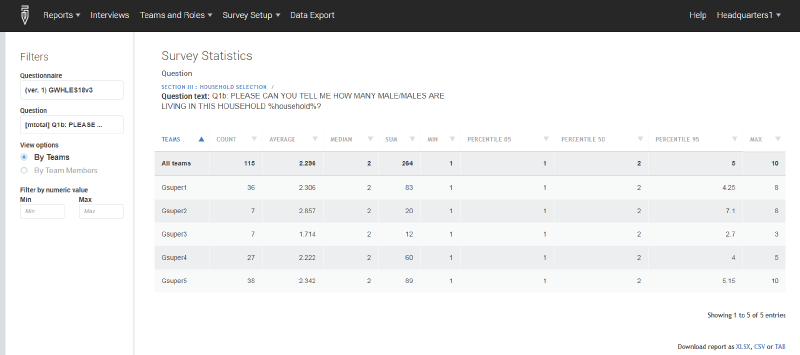 Reports Interviews Teams and Roles Survey Setup Data Export Help Headquarters1
Filters
Questionnaire
(ver. 1) GWHLES18v3
Question
[mtotal] Q1b: PLEASE ...
View options
By Teams
By Team Members
Filter by numeric value
Min Max
Min Max
Survey Statistics
Question
SECTION III : HOUSEHOLD SELECTION /
Question text: Q1b: PLEASE CAN YOU TELL ME HOW MANY MALE/MALES ARE
LIVING IN THIS HOUSEHOLD %household%?
TEAMS COUNT AVERAGE MEDIAN SUM MIN PERCENTILE 05 PERCENTILE 50 PERCENTILE 95 MAX
All teams 115 2.296 2 264 1 1 2 5 10
Gsuper1 36 2.306 2 83 1 1 2 4.25 8
Gsuper2 7 2.857 2 20 1 1 2 7.1 8
Gsuper3 7 1.714 2 12 1 1 2 2.7 3
Gsuper4 27 2.222 2 60 1 1 2 4 5
Gsuper5 38 2.342 2 89 1 1 2 5.15 10
Showing 1 to 5 of 5 entries
Download report as XLSX, CSV or TAB